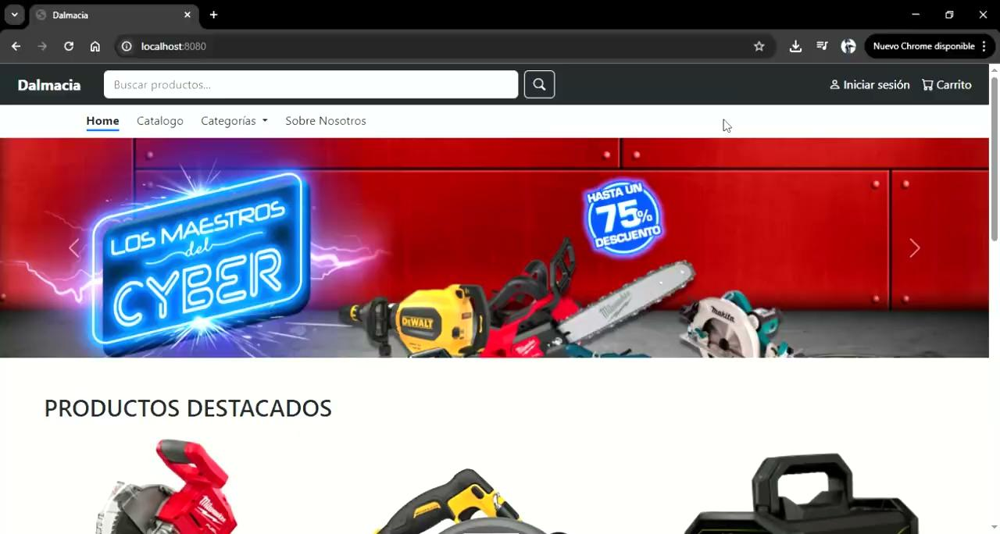 Dalmacia
localhost:8080
Nuevo Chrome disponible
Dalmacia
Buscar productos...
Iniciar sesión
Carrito
Home
Catalogo
Categorías
Sobre Nosotros
LOS MAESTROS
del
CYBER
HASTA UN
75%
DESCUENTO
DEWALT
Milwaukee
makita
PRODUCTOS DESTACADOS
Milwaukee